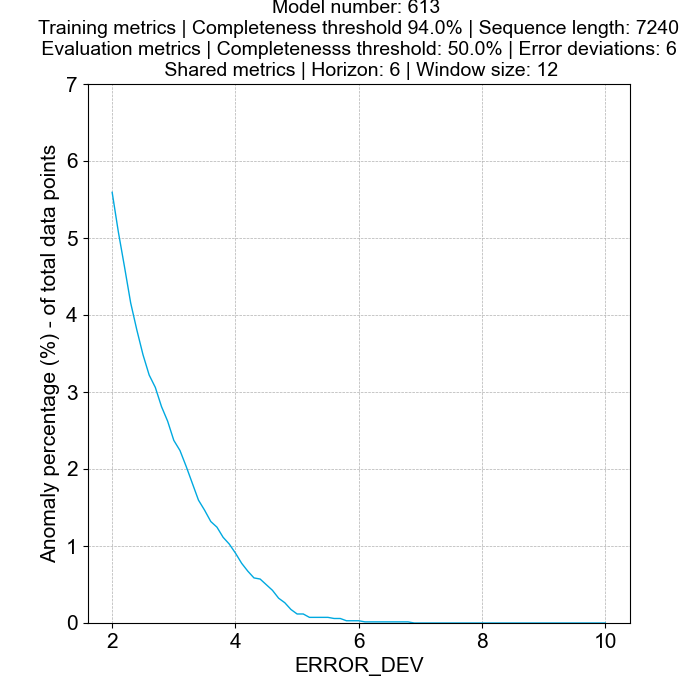 Model number: 613
Training metrics | Completeness threshold 94.0% | Sequence length: 7240
Evaluation metrics | Completenesss threshold: 50.0% | Error deviations: 6
Shared metrics | Horizon: 6 | Window size: 12
Anomaly percentage (%) - of total data points
7
6
5
4
3
2
1
0
2
4
6
8
10
ERROR_DEV